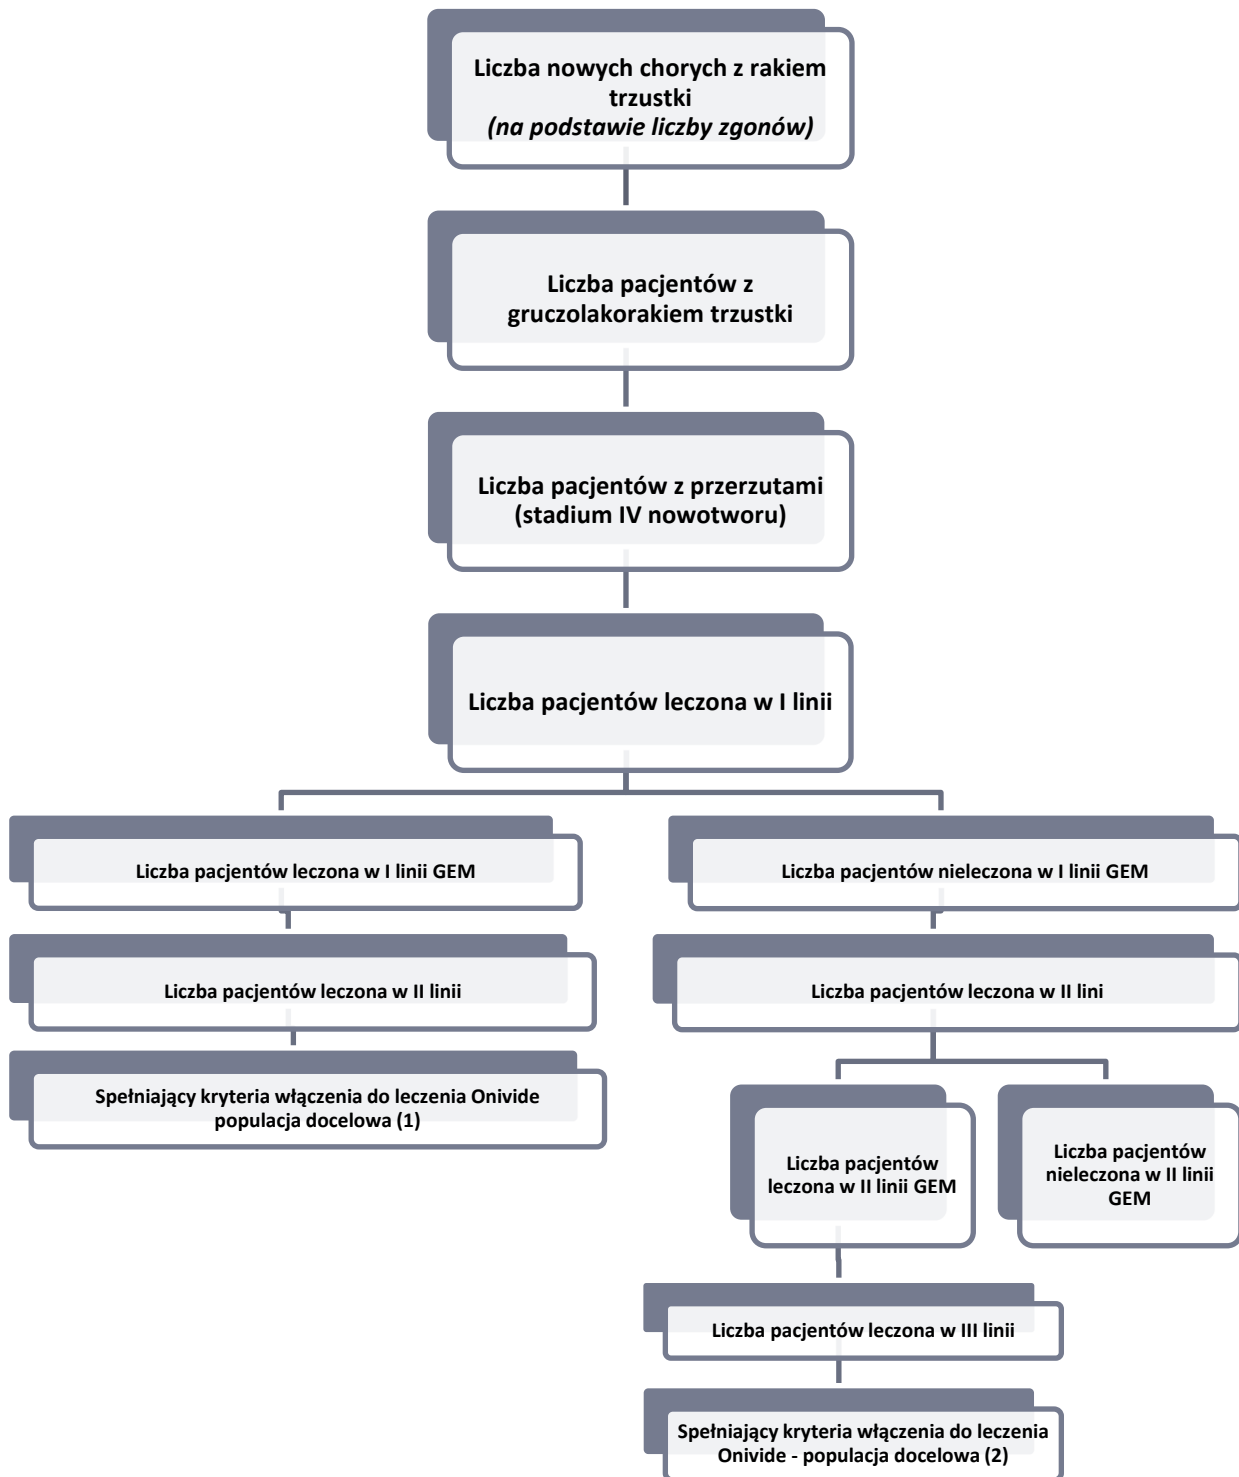 Liczba nowych chorych z rakiem
trzustki
(na podstawie liczby zgonów)
Liczba pacjentów z
gruczolakorakiem trzustki
Liczba pacjentów z przerzutami
(stadium IV nowotworu)
Liczba pacjentów leczona w I linii
Liczba pacjentów leczona w I linii GEM
Liczba pacjentów nieleczona w I linii GEM
Liczba pacjentów leczona w II linii
Liczba pacjentów leczona w II lini
Spełniający kryteria włączenia do leczenia Onivide
populacja docelowa (1)
Liczba pacjentów
leczona w II linii GEM
Liczba pacjentów
nieleczona w II linii
GEM
Liczba pacjentów leczona w III linii
Spełniający kryteria włączenia do leczenia
Onivide - populacja docelowa (2)